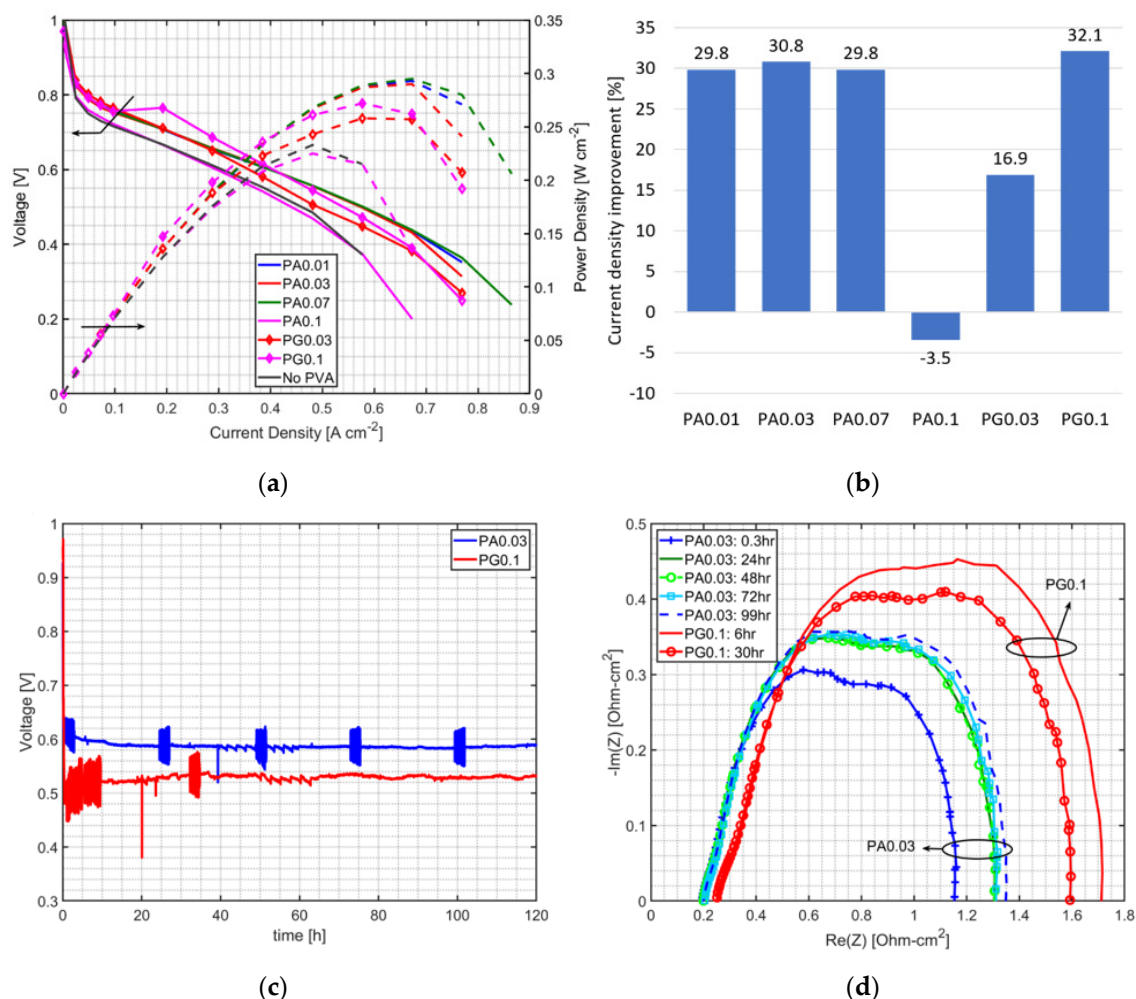 1
0.8
0.6
0.4
0.2
0
0.35
0.3
0.25
0.2
0.15
0.1
0.05
0
Voltage [V]
Power Density [W cm-2]
PA0.01
PA0.03
PA0.07
PA0.1
PG0.03
PG0.1
No PVA
0 0.1 0.2 0.3 0.4 0.5 0.6 0.7 0.8 0.9
Current Density [A cm-2]
(a)
Current density improvement [%]
35
30
25
20
15
10
5
0
-5
-10
29.8 30.8 29.8 -3.5 16.9 32.1
PA0.01 PA0.03 PA0.07 PA0.1 PG0.03 PG0.1
(b)
1
0.9
0.8
0.7
0.6
0.5
0.4
0.3
Voltage [V]
PA0.03
PG0.1
0 20 40 60 80 100 120
time [h]
(c)
0.5
0.4
0.3
0.2
0.1
0
-Im(Z) [Ohm-cm2]
PA0.03: 0.3hr
PA0.03: 24hr
PA0.03: 48hr
PA0.03: 72hr
PA0.03: 99hr
PG0.1: 6hr
PG0.1: 30hr
PG0.1
PA0.03
0 0.2 0.4 0.6 0.8 1 1.2 1.4 1.6 1.8
Re(Z) [Ohm-cm2]
(d)